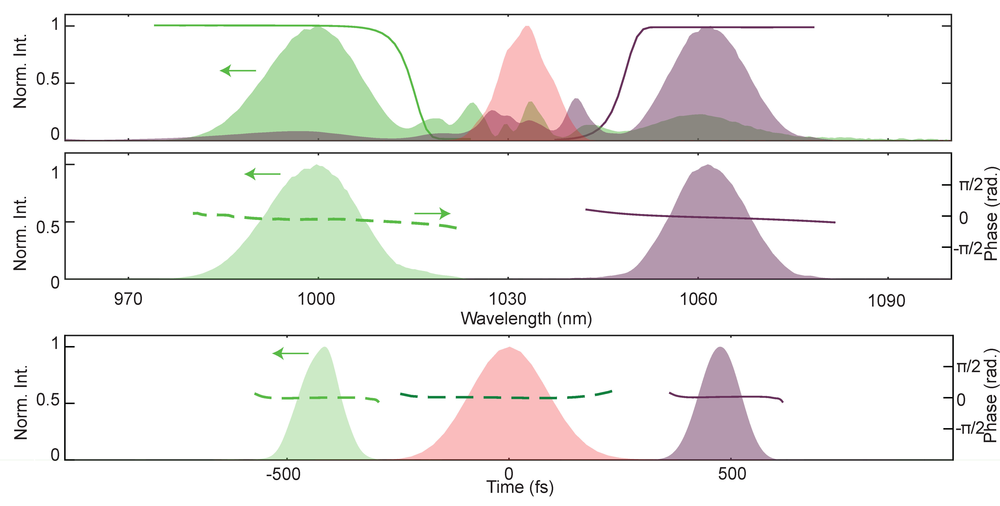 Norm. Int.
1
0.5
0
Norm. Int.
1
0.5
0
π/2
0
-π/2
Phase (rad.)
970
1000
1030
1060
1090
Wavelength (nm)
Norm. Int.
1
0.5
0
π/2
0
-π/2
Phase (rad.)
-500
0
500
Time (fs)